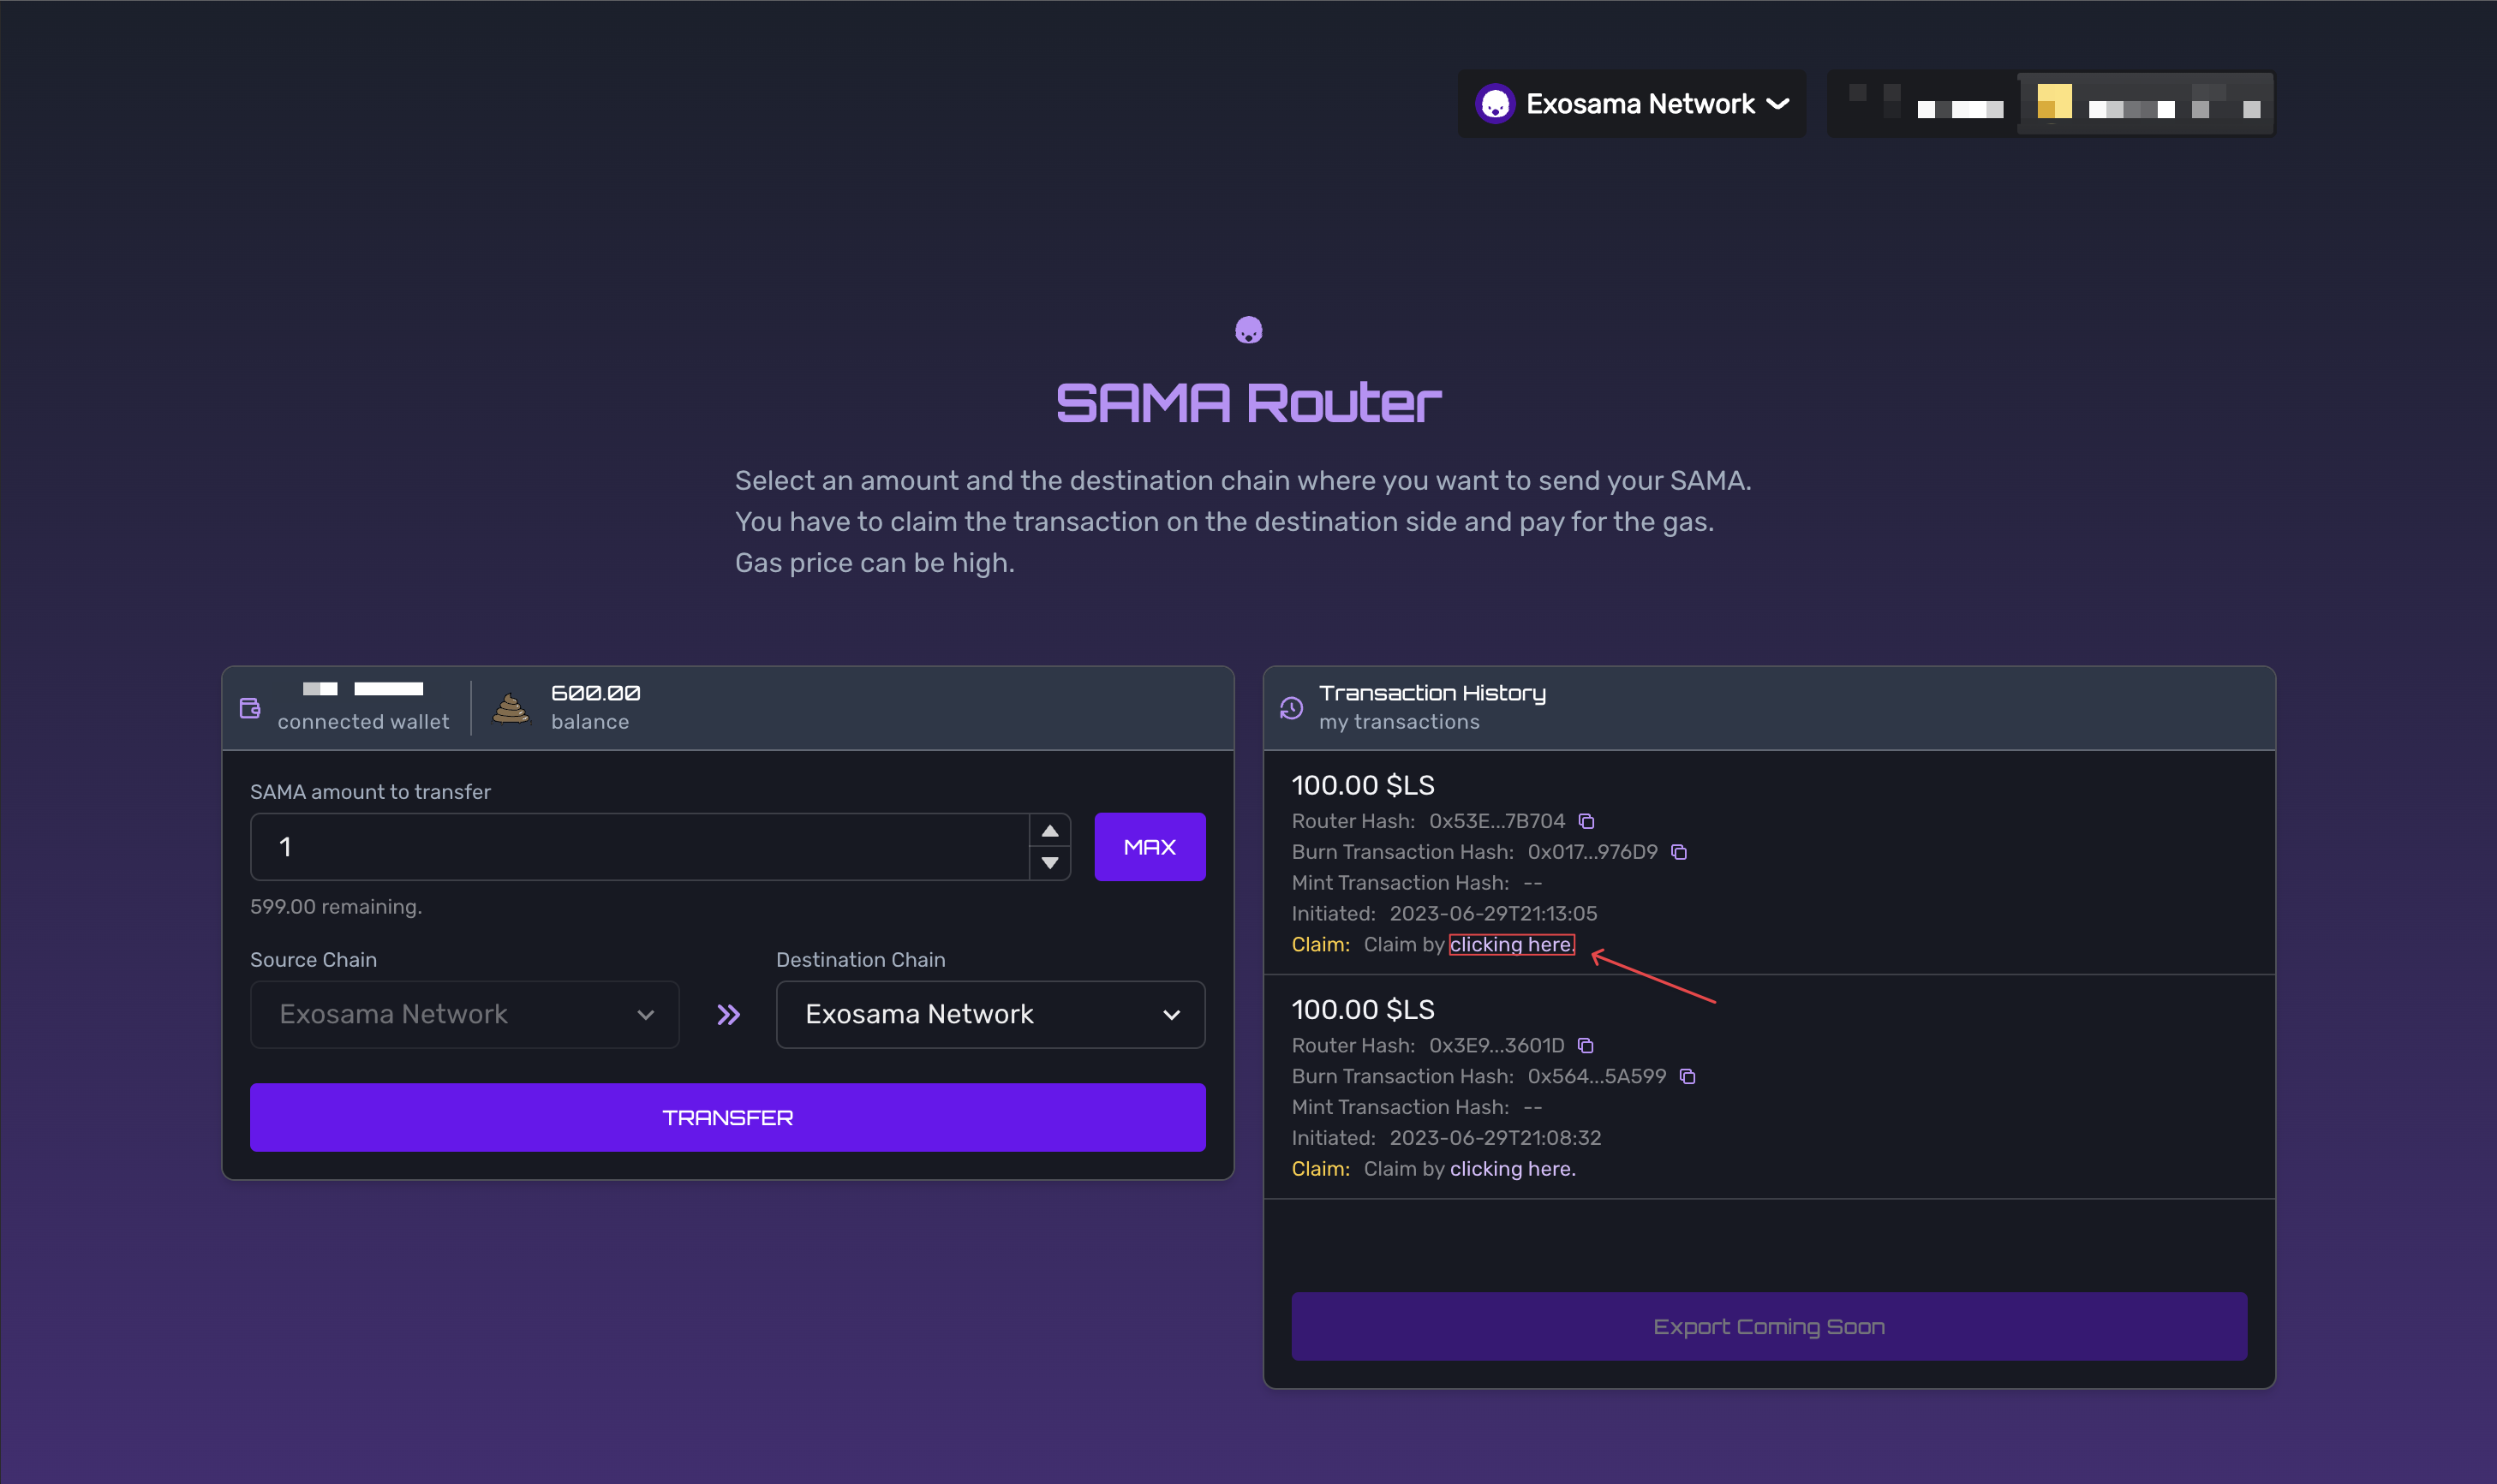 Exosama Network
SAMA Router
Select an amount and the destination chain where you want to send your SAMA.
You have to claim the transaction on the destination side and pay for the gas.
Gas price can be high.
connected wallet
600.00
balance
SAMA amount to transfer
1
MAX
599.00 remaining.
Source Chain
Exosama Network
Destination Chain
Exosama Network
TRANSFER
Transaction History
my transactions
100.00 $LS
Router Hash: 0x53E...7B704
Burn Transaction Hash: 0x017...976D9
Mint Transaction Hash: --
Initiated: 2023-06-29T21:13:05
Claim: Claim by clicking here.
100.00 $LS
Router Hash: 0x3E9...3601D
Burn Transaction Hash: 0x564...5A599
Mint Transaction Hash: --
Initiated: 2023-06-29T21:08:32
Claim: Claim by clicking here.
Export Coming Soon